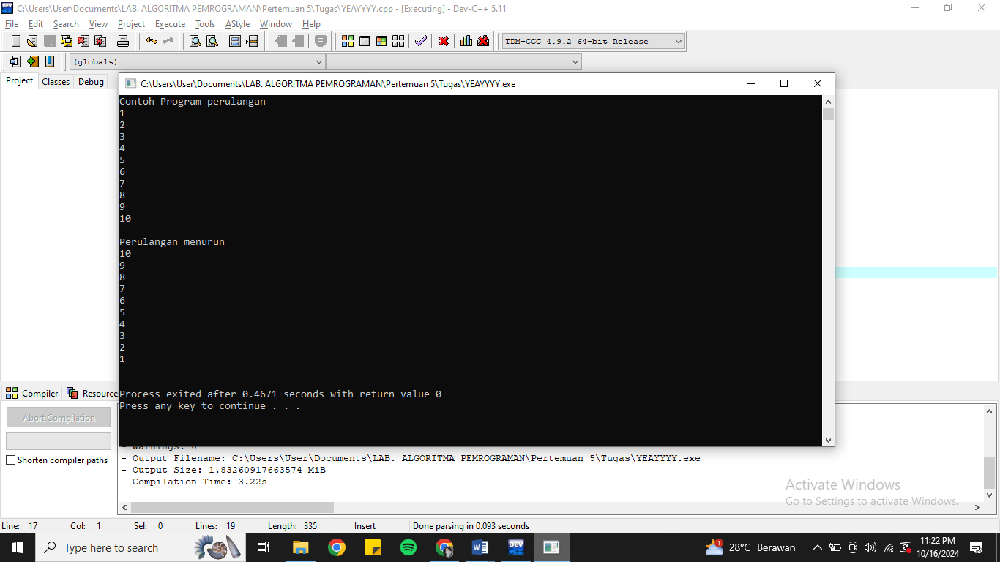 C:\Users\User\Documents\LAB. ALGORITMA PEMROGRAMAN\Pertemuan 5\Tugas\YEAYYYY.cpp - [Executing] - Dev-C++ 5.11
File Edit Search View Project Execute Tools AStyle Window Help
TDM-GCC 4.9.2 64-bit Release
(globals)
Project Classes Debug
C:\Users\User\Documents\LAB. ALGORITMA PEMROGRAMAN\Pertemuan 5\Tugas\YEAYYYY.exe
Contoh Program perulangan
1
2
3
4
5
6
7
8
9
10
Perulangan menurun
10
9
8
7
6
5
4
3
2
1
--------------------------------
Process exited after 0.4671 seconds with return value 0
Press any key to continue . . .
Compiler Resource
Abort Compilation
Shorten compiler paths
- Warnings: 0
- Output Filename: C:\Users\User\Documents\LAB. ALGORITMA PEMROGRAMAN\Pertemuan 5\Tugas\YEAYYYY.exe
- Output Size: 1.83260917663574 MiB
- Compilation Time: 3.22s
Activate Windows
Go to Settings to activate Windows.
Line: 17 Col: 1 Sel: 0 Lines: 19 Length: 335 Insert Done parsing in 0.093 seconds
Type here to search
DEV
28°C Berawan
11:22 PM
10/16/2024